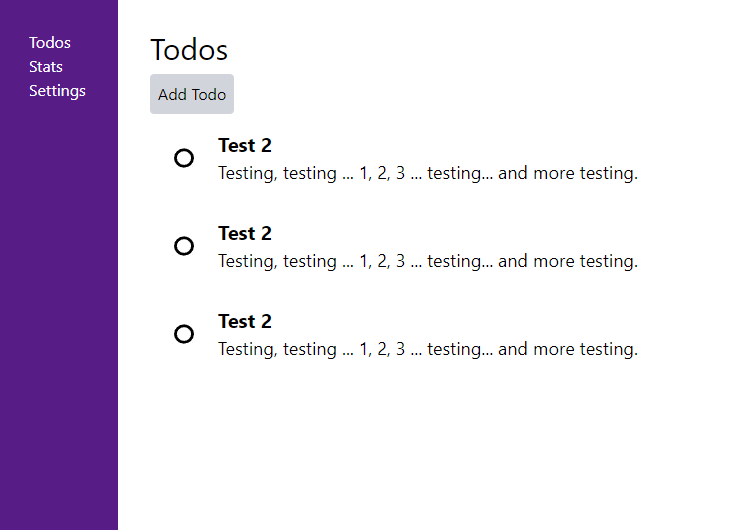 Todos
Stats
Settings
Todos
Add Todo
Test 2
Testing, testing ... 1, 2, 3 ... testing... and more testing.
Test 2
Testing, testing ... 1, 2, 3 ... testing... and more testing.
Test 2
Testing, testing ... 1, 2, 3 ... testing... and more testing.